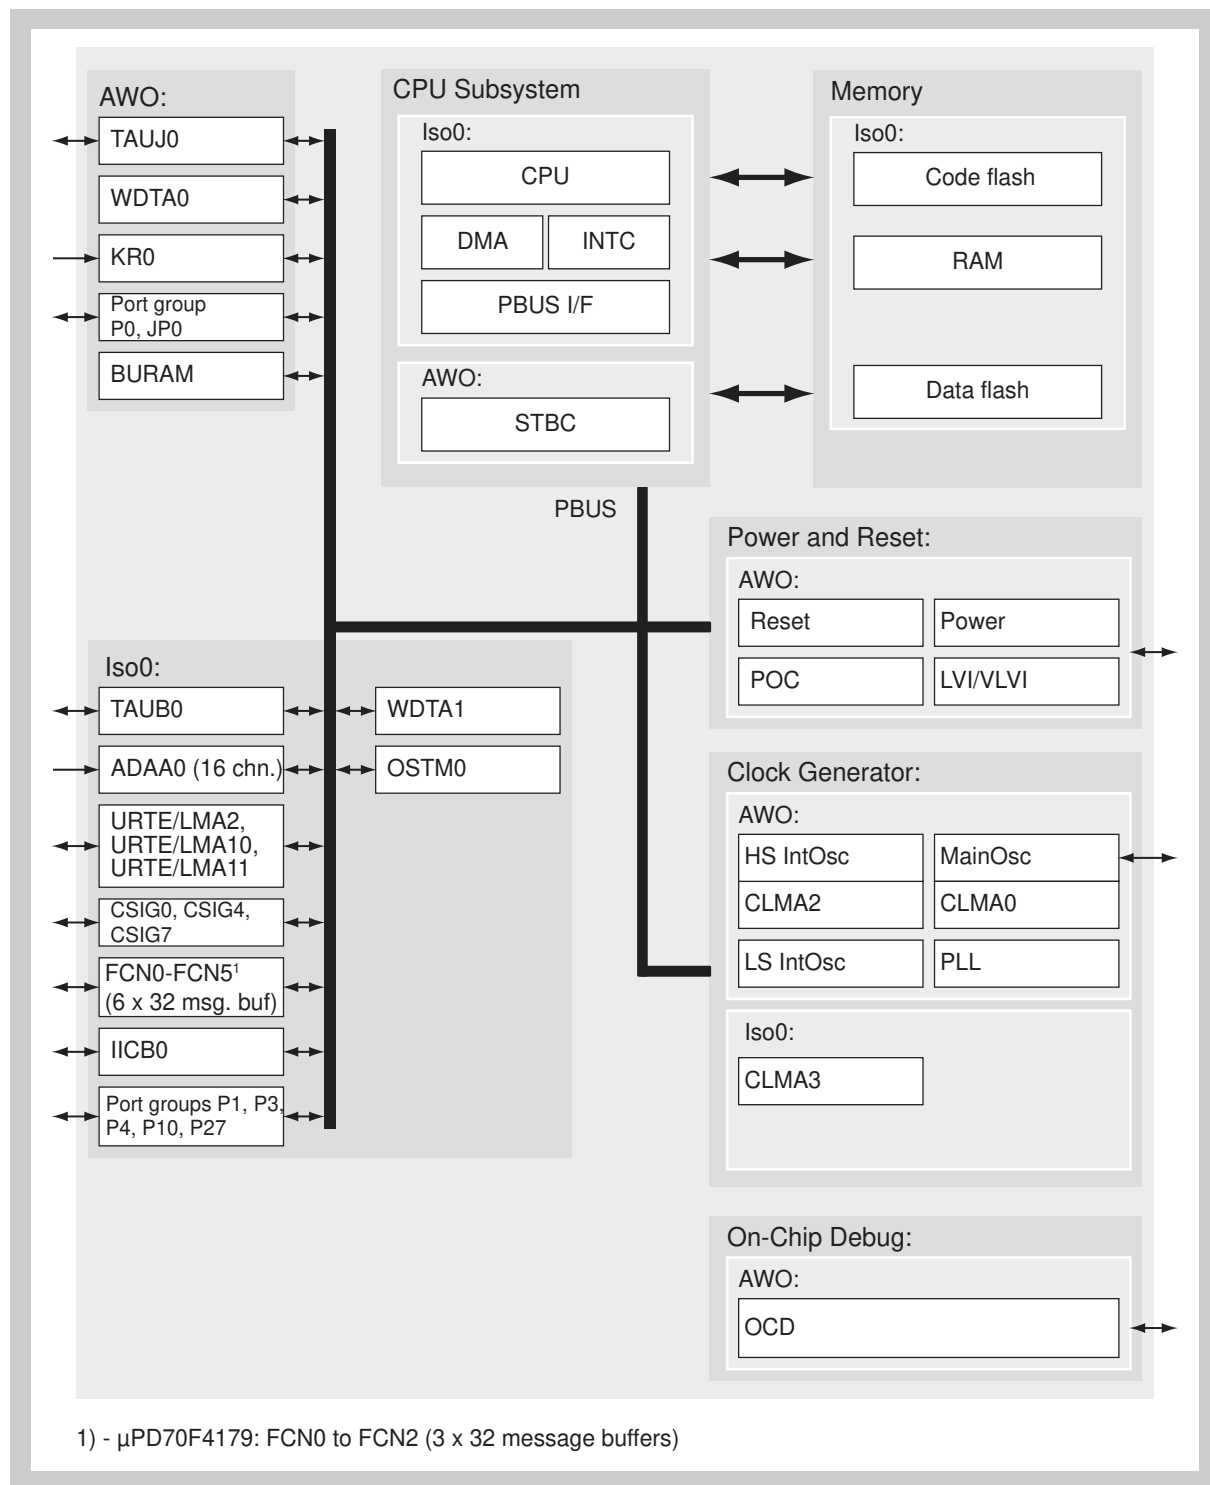 AWO:
TAUJ0
WDTA0
KR0
Port group
P0, JP0
BURAM
CPU Subsystem
Iso0:
CPU
DMA
INTC
PBUS I/F
AWO:
STBC
Memory
Iso0:
Code flash
RAM
Data flash
PBUS
Power and Reset:
AWO:
Reset
Power
POC
LVI/VLVI
Iso0:
TAUB0
ADAA0 (16 chn.)
URTE/LMA2,
URTE/LMA10,
URTE/LMA11
CSIG0, CSIG4,
CSIG7
FCN0-FCN5¹
(6 x 32 msg. buf)
IICB0
Port groups P1, P3,
P4, P10, P27
WDTA1
OSTM0
Clock Generator:
AWO:
HS IntOsc
MainOsc
CLMA2
CLMA0
LS IntOsc
PLL
Iso0:
CLMA3
On-Chip Debug:
AWO:
OCD
1) - µPD70F4179: FCN0 to FCN2 (3 x 32 message buffers)